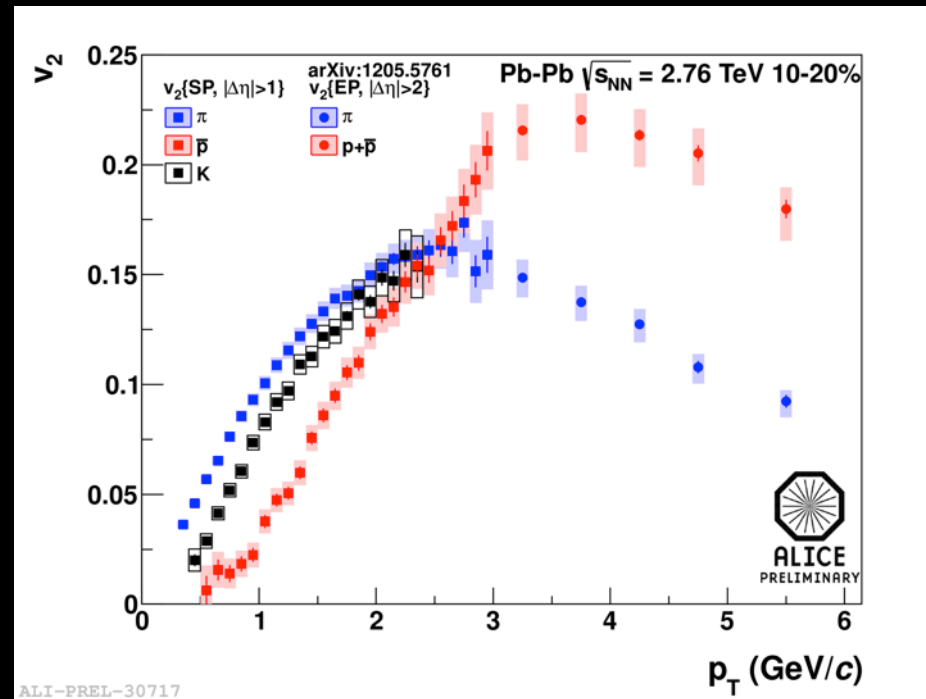 v₂
0.25
0.2
0.15
0.1
0.05
0
arXiv:1205.5761
v₂{SP, |Δη|>1}
v₂{EP, |Δη|>2}
π
π
p̅
p+p̅
K
Pb-Pb √sNN = 2.76 TeV 10-20%
ALICE
PRELIMINARY
0 1 2 3 4 5 6
p_T (GeV/c)
ALI-PREL-30717